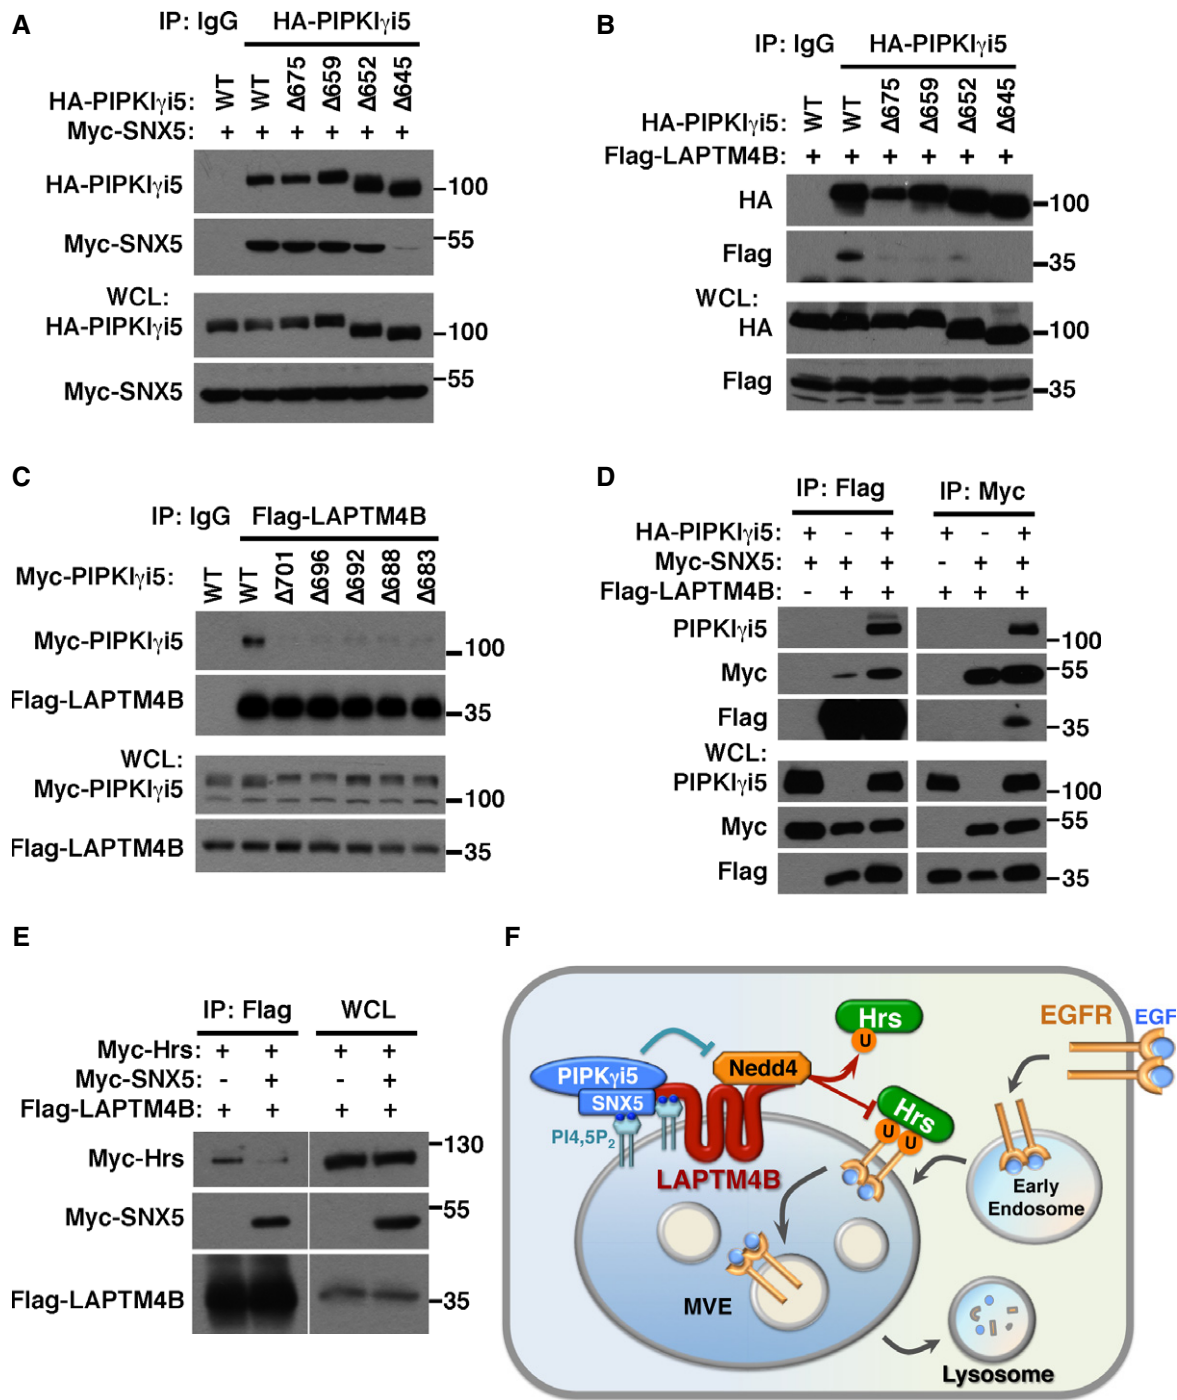 A
IP: IgG HA-PIPKIγi5
HA-PIPKIγi5: WT WT Δ675 Δ659 Δ652 Δ645
Myc-SNX5: + + + + + +
HA-PIPKIγi5 100
Myc-SNX5 55
WCL:
HA-PIPKIγi5 100
Myc-SNX5 55
B
IP: IgG HA-PIPKIγi5
HA-PIPKIγi5: WT WT Δ675 Δ659 Δ652 Δ645
Flag-LAPTM4B: + + + + + +
HA 100
Flag 35
WCL:
HA 100
Flag 35
C
IP: IgG Flag-LAPTM4B
Myc-PIPKIγi5: WT WT Δ701 Δ696 Δ692 Δ688 Δ683
Myc-PIPKIγi5 100
Flag-LAPTM4B 35
WCL:
Myc-PIPKIγi5 100
Flag-LAPTM4B 35
D
IP: Flag IP: Myc
HA-PIPKIγi5: + - + + - +
Myc-SNX5: + + + - + +
Flag-LAPTM4B: - + + + + +
PIPKIγi5 100
Myc 55
Flag 35
WCL:
PIPKIγi5 100
Myc 55
Flag 35
E
IP: Flag WCL
Myc-Hrs: + + + +
Myc-SNX5: - + - +
Flag-LAPTM4B: + + + +
Myc-Hrs 130
Myc-SNX5 55
Flag-LAPTM4B 35
F
Hrs
U
EGFR EGF
Nedd4
PIPKγi5
SNX5
Hrs
U U
PI4,5P2
LAPTM4B
Early
Endosome
MVE
Lysosome